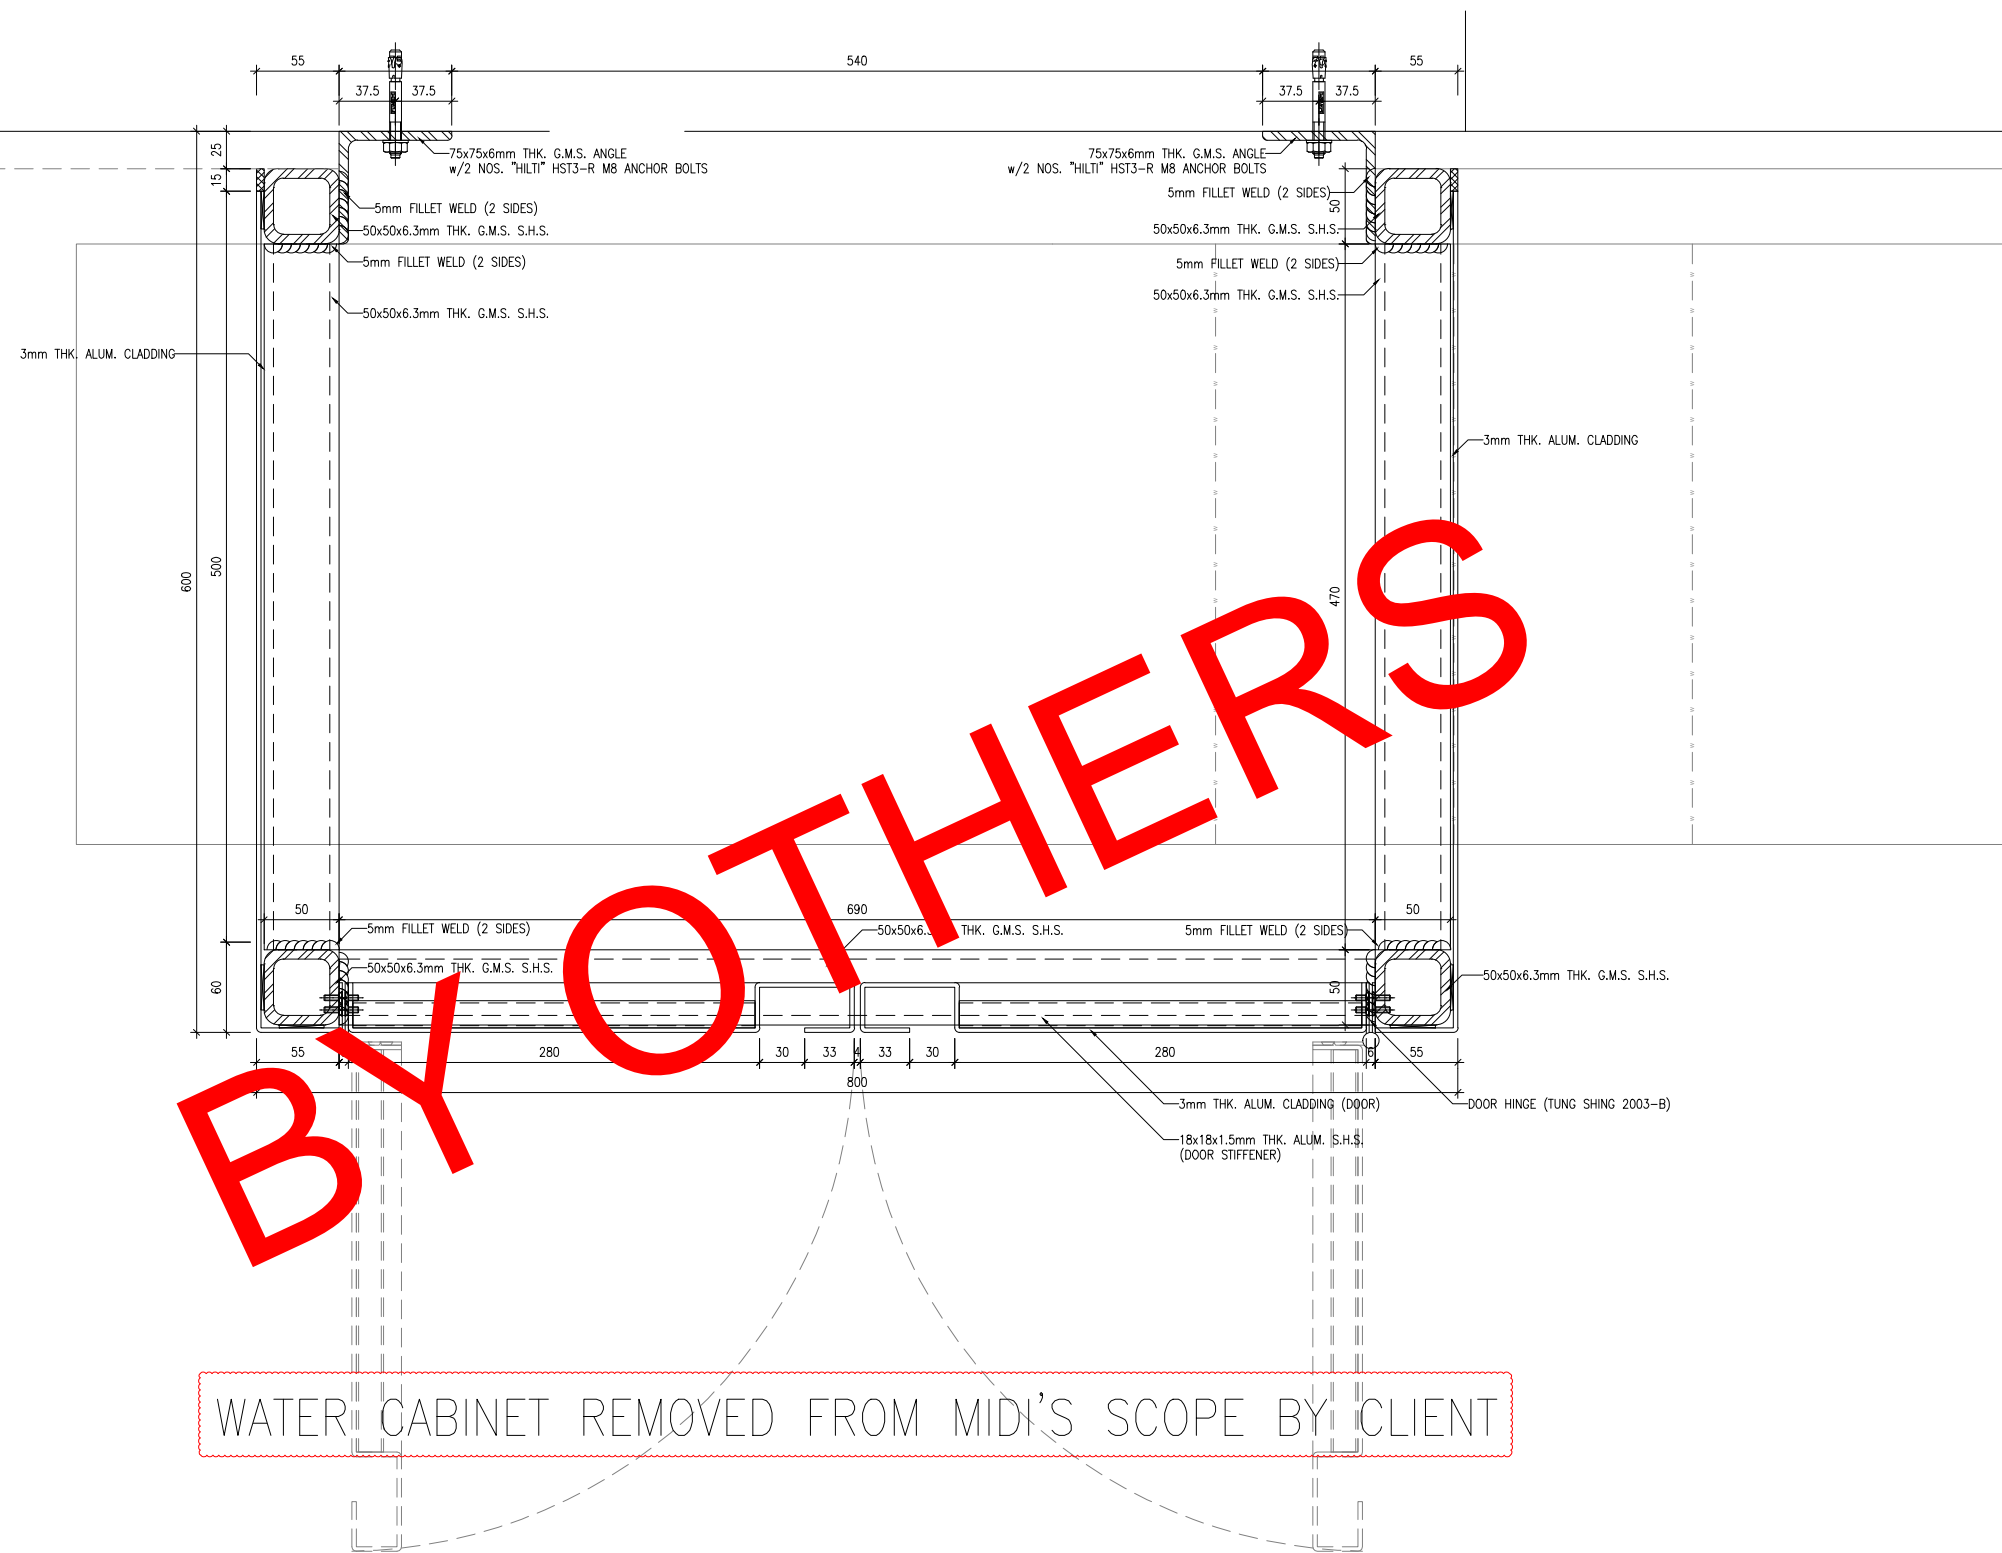 55
540
55
37.5
37.5
37.5
37.5
75x75x6mm THK. G.M.S. ANGLE
w/2 NOS. "HILTI" HST3-R M8 ANCHOR BOLTS
75x75x6mm THK. G.M.S. ANGLE
w/2 NOS. "HILTI" HST3-R M8 ANCHOR BOLTS
25
15
5mm FILLET WELD (2 SIDES)
5mm FILLET WELD (2 SIDES)
50
50x50x6.3mm THK. G.M.S. S.H.S.
50x50x6.3mm THK. G.M.S. S.H.S.
5mm FILLET WELD (2 SIDES)
5mm FILLET WELD (2 SIDES)
50x50x6.3mm THK. G.M.S. S.H.S.
50x50x6.3mm THK. G.M.S. S.H.S.
3mm THK. ALUM. CLADDING
3mm THK. ALUM. CLADDING
600
500
470
BY OTHERS
50
690
50
5mm FILLET WELD (2 SIDES)
50x50x6.3 THK. G.M.S. S.H.S.
5mm FILLET WELD (2 SIDES)
50x50x6.3mm THK. G.M.S. S.H.S.
50x50x6.3mm THK. G.M.S. S.H.S.
60
50
55
280
30
33
4
33
30
280
6
55
800
3mm THK. ALUM. CLADDING (DOOR)
DOOR HINGE (TUNG SHING 2003-B)
18x18x1.5mm THK. ALUM. S.H.S.
(DOOR STIFFENER)
WATER CABINET REMOVED FROM MIDI'S SCOPE BY CLIENT